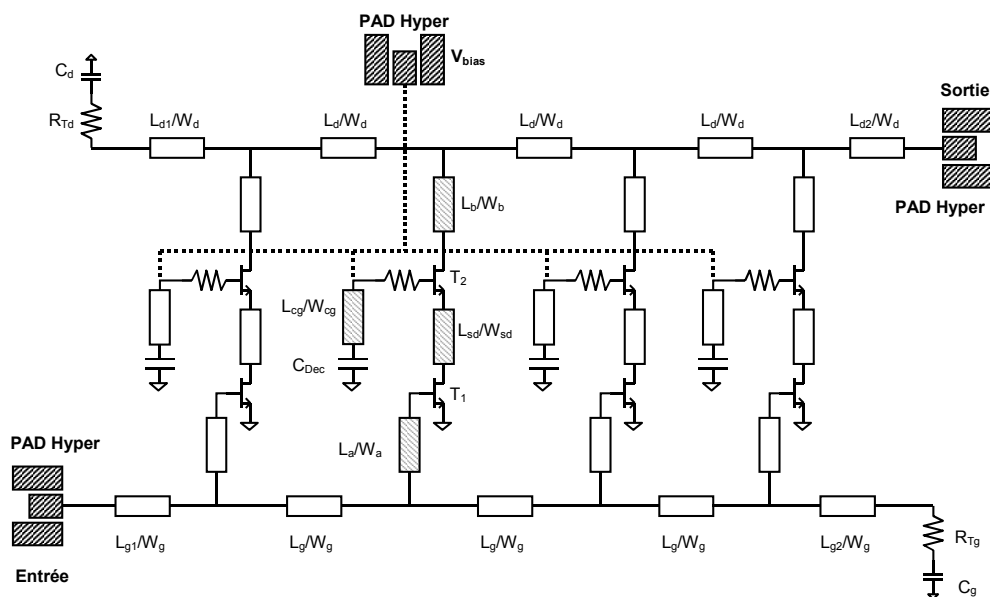 PAD Hyper
V_bias
C_d
R_Td
Sortie
L_d1/W_d
L_d/W_d
L_d/W_d
L_d/W_d
L_d2/W_d
PAD Hyper
L_b/W_b
T_2
L_cg/W_cg
L_sd/W_sd
C_Dec
T_1
PAD Hyper
L_a/W_a
L_g1/W_g
L_g/W_g
L_g/W_g
L_g/W_g
L_g2/W_g
R_Tg
Entrée
C_g